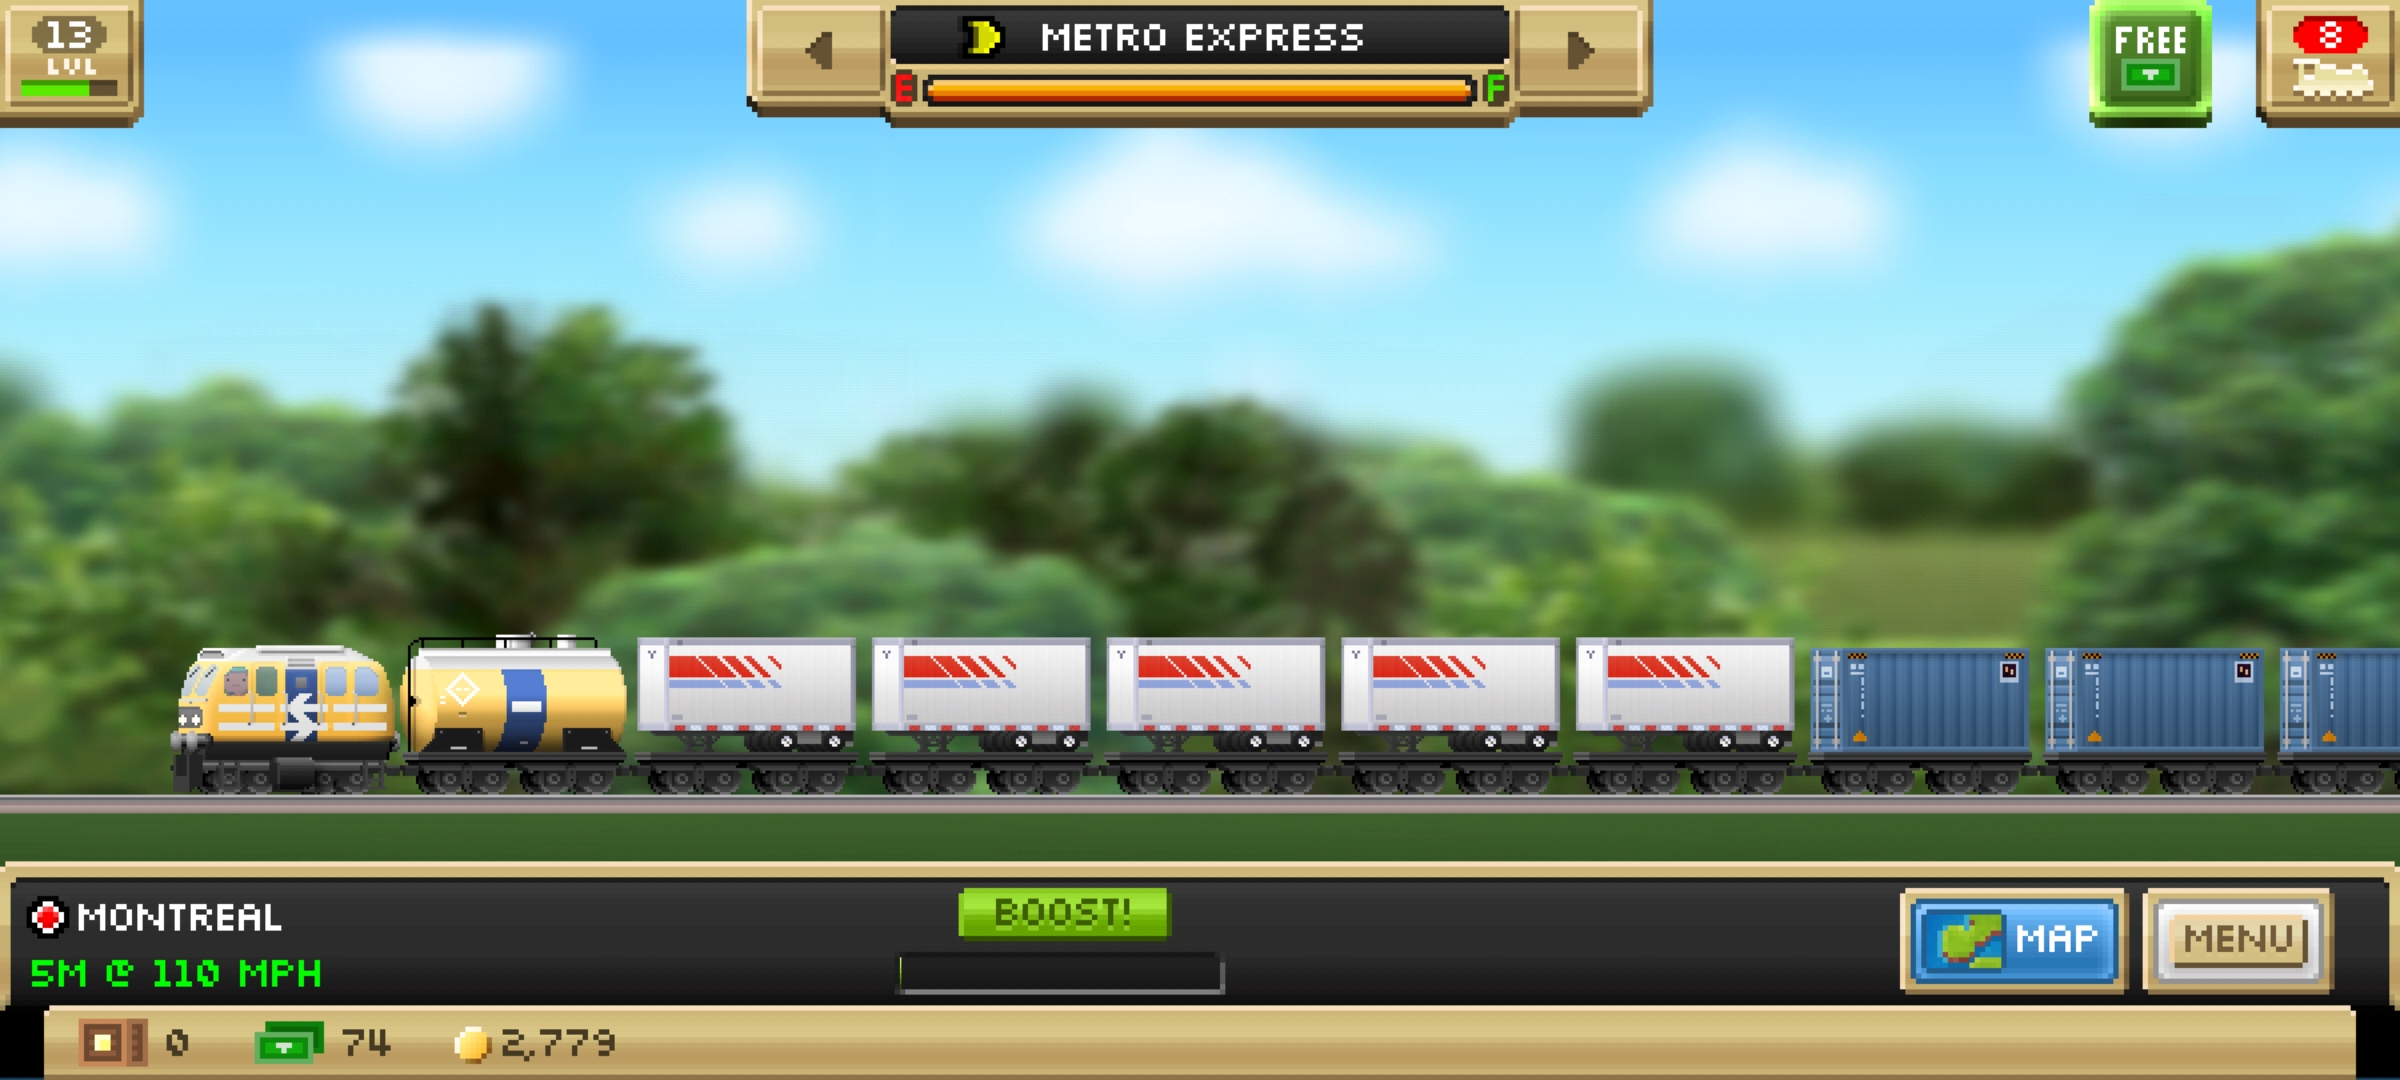 13
LVL
METRO EXPRESS
E F
FREE
8
MONTREAL
5M @ 110 MPH
BOOST!
MAP
MENU
0 74 2,779